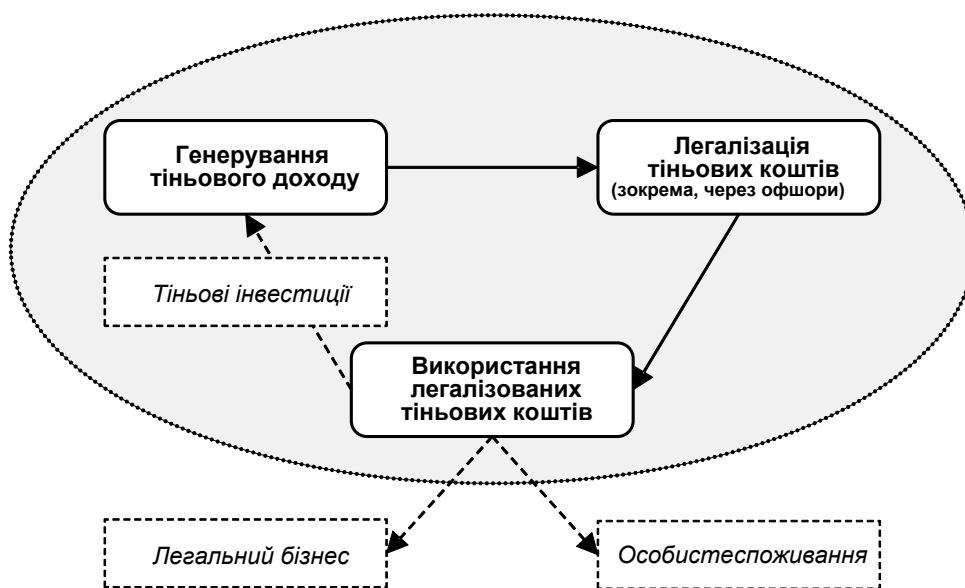 Генерування
тіньового доходу
Легалізація
тіньових коштів
(зокрема, через офшори)
Тіньові інвестиції
Використання
легалізованих
тіньових коштів
Легальний бізнес
Особистеспоживання